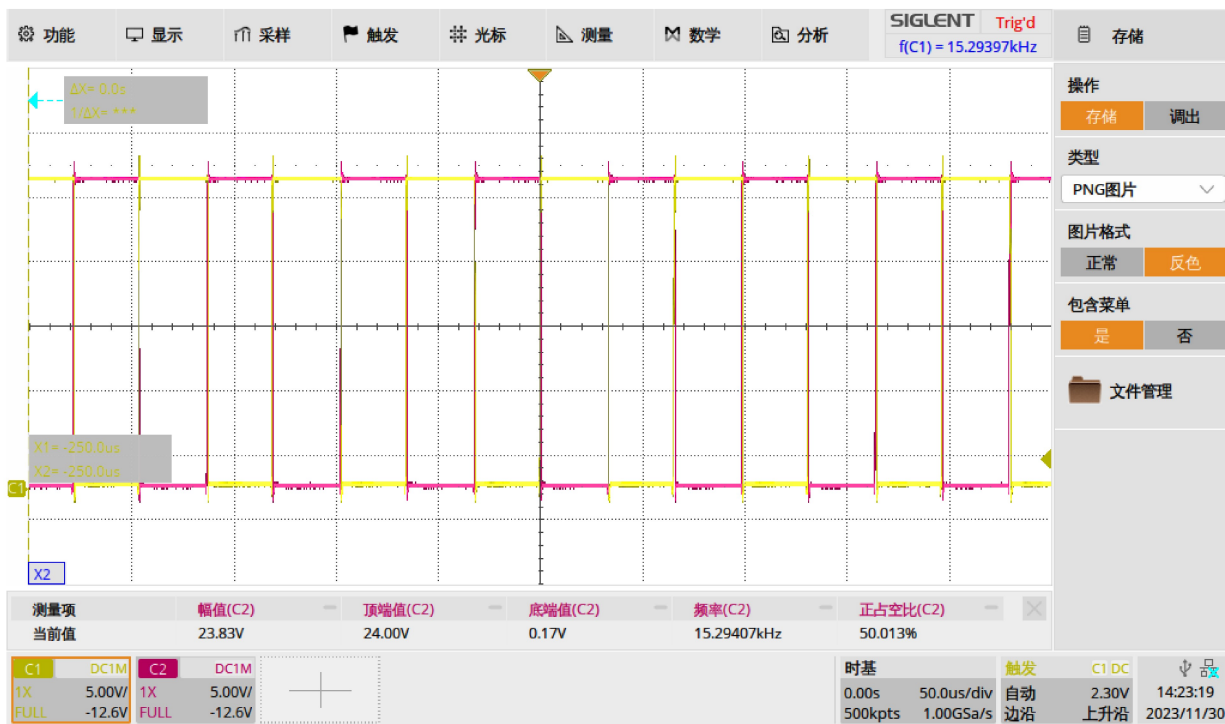 功能 显示 采样 触发 光标 测量 数学 分析 SIGLENT Trig'd
f(C1) = 15.29397kHz
存储
操作
存储 调出
类型
PNG图片
图片格式
正常 反色
包含菜单
是 否
文件管理
ΔX= 0.0s
1/ΔX= ***
X1= -250.0us
X2= -250.0us
C1
X2
测量项 幅值(C2) 顶端值(C2) 底端值(C2) 频率(C2) 正占空比(C2)
当前值 23.83V 24.00V 0.17V 15.29407kHz 50.013%
C1 DC1M
1X 5.00V/
FULL -12.6V
C2 DC1M
1X 5.00V/
FULL -12.6V
时基
0.00s 50.0us/div
500kpts 1.00GSa/s
触发 C1 DC
自动 2.30V
边沿 上升沿
14:23:19
2023/11/30